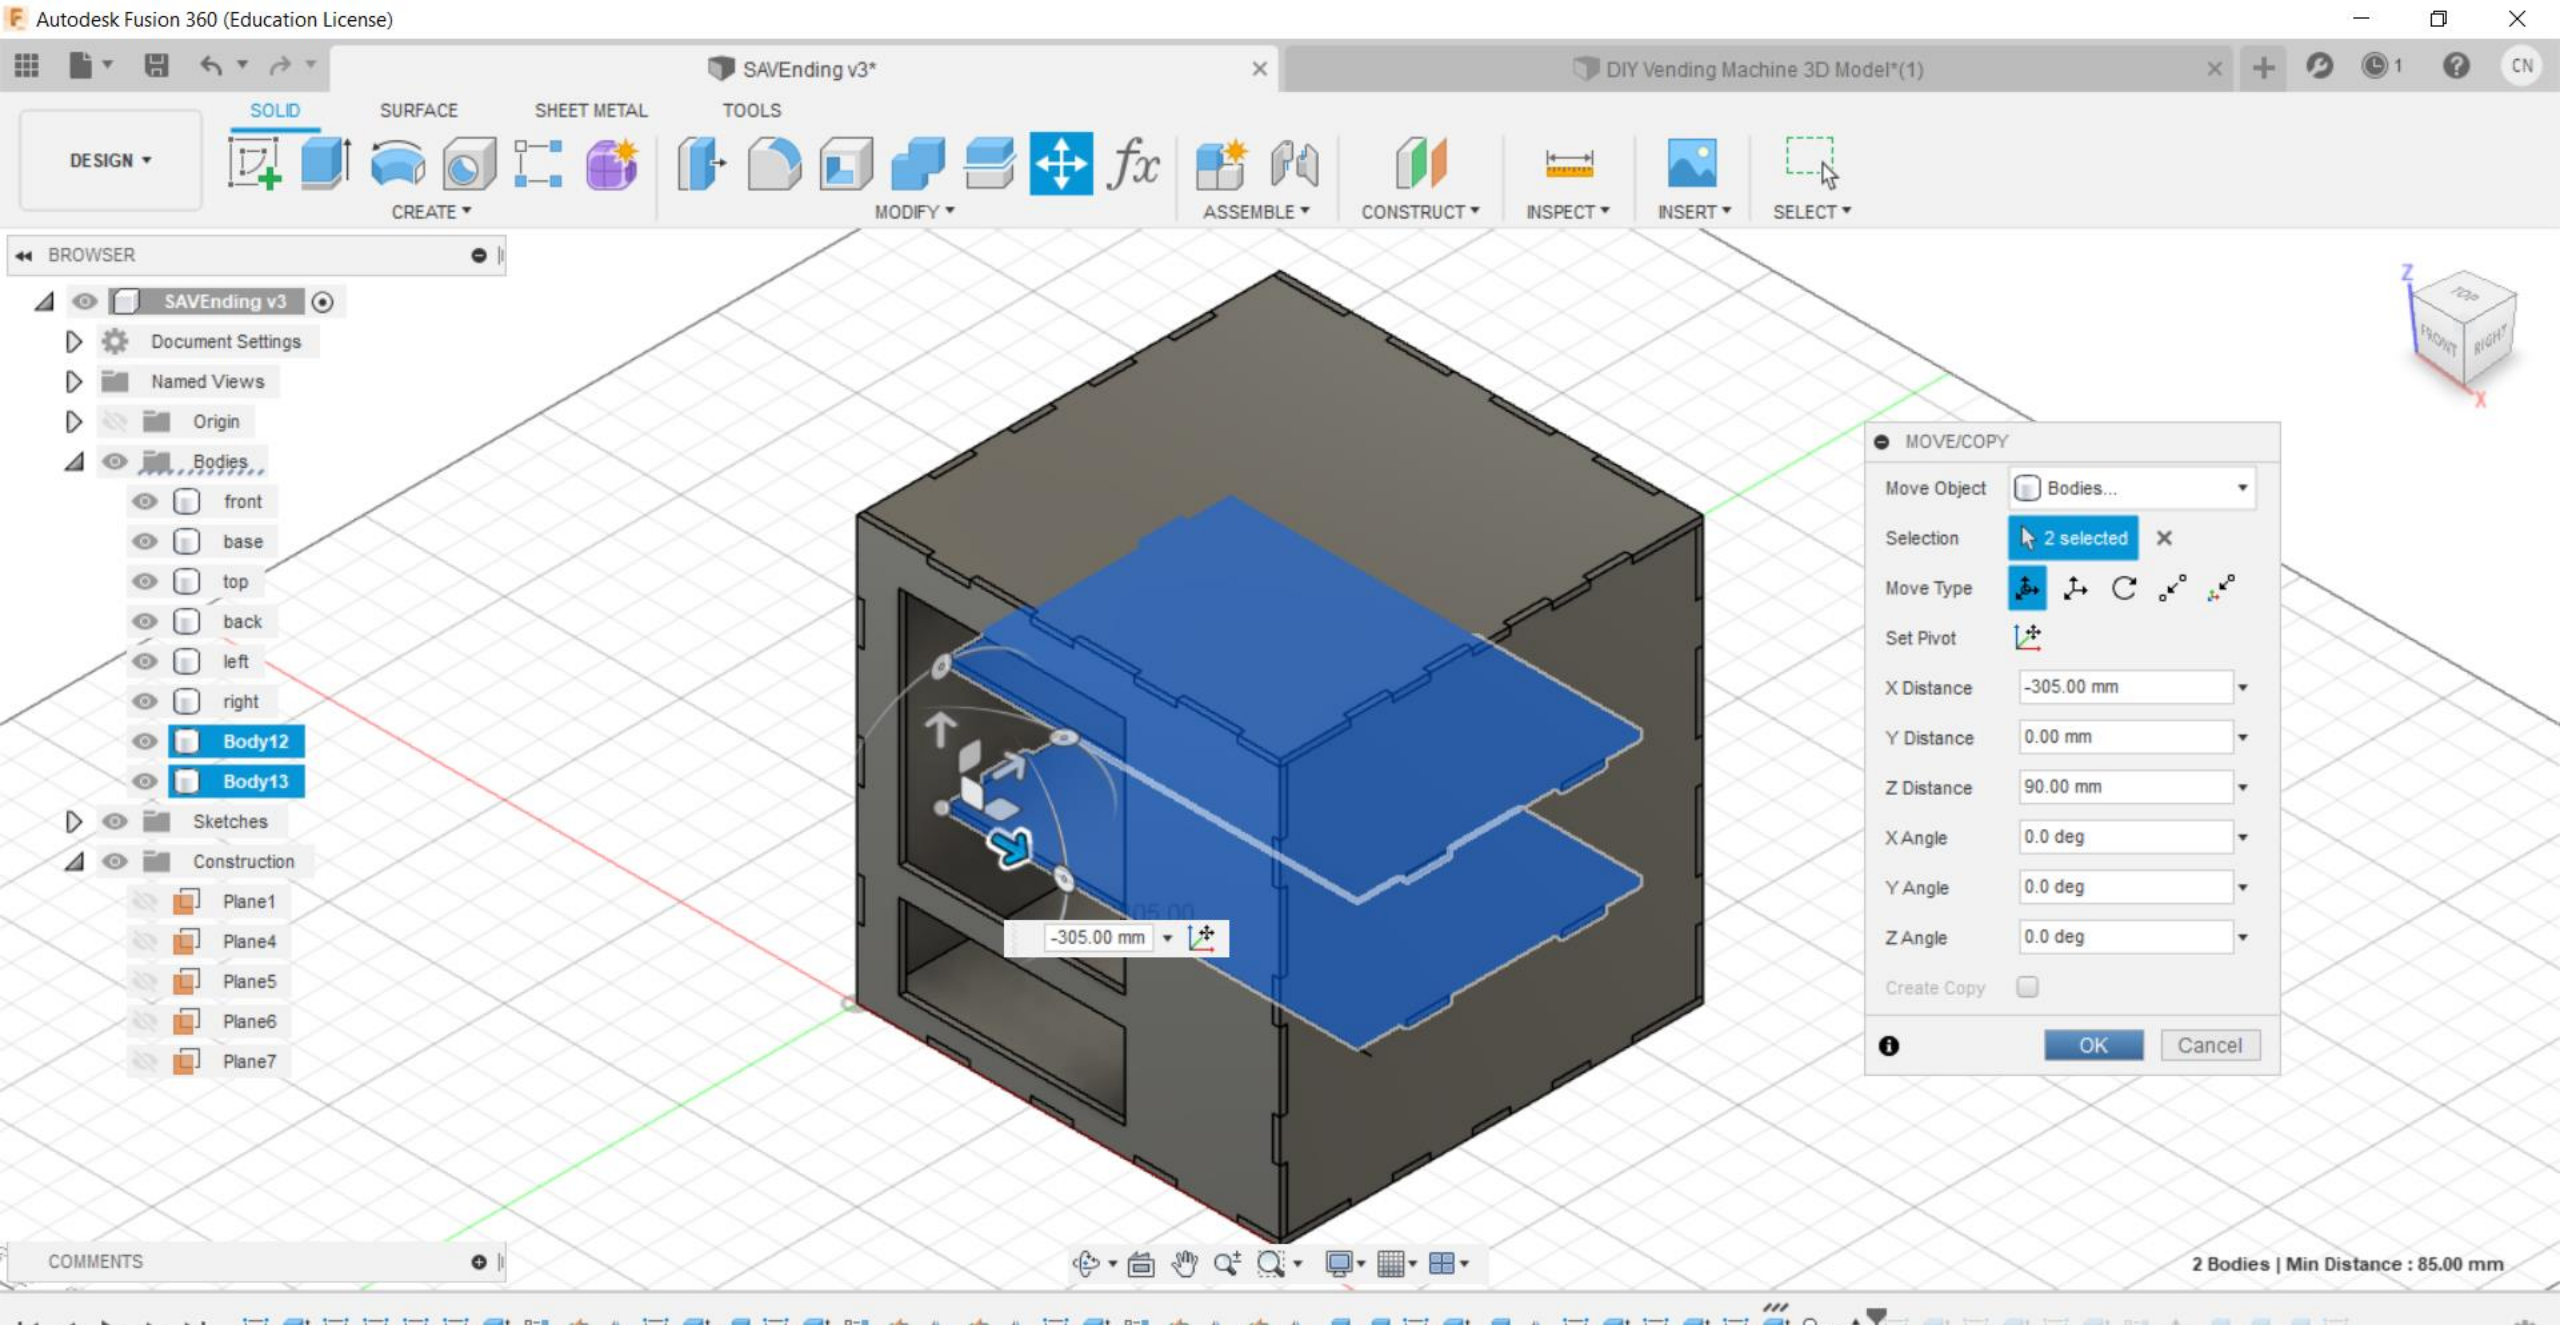 Autodesk Fusion 360 (Education License)
SAVEnding v3*
DIY Vending Machine 3D Model*(1)
1
CN
DESIGN
SOLID
SURFACE
SHEET METAL
TOOLS
fx
CREATE
MODIFY
ASSEMBLE
CONSTRUCT
INSPECT
INSERT
SELECT
BROWSER
SAVEnding v3
Document Settings
Named Views
Origin
Bodies
front
base
top
back
left
right
Body12
Body13
Sketches
Construction
Plane1
Plane4
Plane5
Plane6
Plane7
Z
TOP
FRONT
RIGHT
X
-305.00 mm
MOVE/COPY
Move Object Bodies...
Selection 2 selected
Move Type
Set Pivot
X Distance -305.00 mm
Y Distance 0.00 mm
Z Distance 90.00 mm
X Angle 0.0 deg
Y Angle 0.0 deg
Z Angle 0.0 deg
Create Copy
OK Cancel
COMMENTS
2 Bodies | Min Distance : 85.00 mm